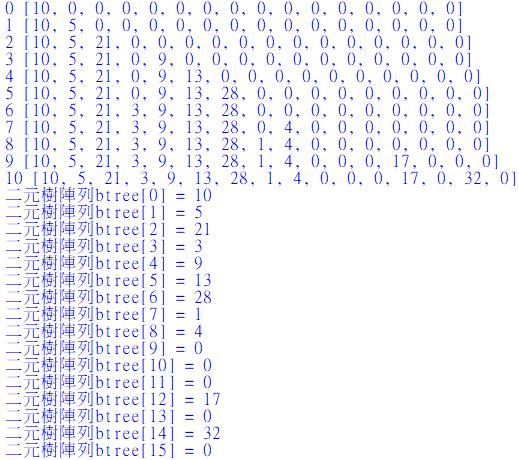 0 [10, 0, 0, 0, 0, 0, 0, 0, 0, 0, 0, 0, 0, 0, 0, 0]
1 [10, 5, 0, 0, 0, 0, 0, 0, 0, 0, 0, 0, 0, 0, 0, 0]
2 [10, 5, 21, 0, 0, 0, 0, 0, 0, 0, 0, 0, 0, 0, 0, 0]
3 [10, 5, 21, 0, 9, 0, 0, 0, 0, 0, 0, 0, 0, 0, 0, 0]
4 [10, 5, 21, 0, 9, 13, 0, 0, 0, 0, 0, 0, 0, 0, 0, 0]
5 [10, 5, 21, 0, 9, 13, 28, 0, 0, 0, 0, 0, 0, 0, 0, 0]
6 [10, 5, 21, 3, 9, 13, 28, 0, 0, 0, 0, 0, 0, 0, 0, 0]
7 [10, 5, 21, 3, 9, 13, 28, 0, 4, 0, 0, 0, 0, 0, 0, 0]
8 [10, 5, 21, 3, 9, 13, 28, 1, 4, 0, 0, 0, 0, 0, 0, 0]
9 [10, 5, 21, 3, 9, 13, 28, 1, 4, 0, 0, 0, 17, 0, 0, 0]
10 [10, 5, 21, 3, 9, 13, 28, 1, 4, 0, 0, 0, 17, 0, 32, 0]
二元樹陣列btree[0] = 10
二元樹陣列btree[1] = 5
二元樹陣列btree[2] = 21
二元樹陣列btree[3] = 3
二元樹陣列btree[4] = 9
二元樹陣列btree[5] = 13
二元樹陣列btree[6] = 28
二元樹陣列btree[7] = 1
二元樹陣列btree[8] = 4
二元樹陣列btree[9] = 0
二元樹陣列btree[10] = 0
二元樹陣列btree[11] = 0
二元樹陣列btree[12] = 17
二元樹陣列btree[13] = 0
二元樹陣列btree[14] = 32
二元樹陣列btree[15] = 0